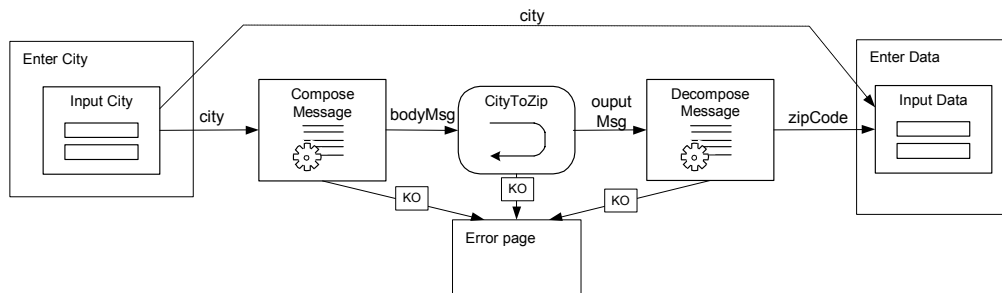 city
Enter City
Enter Data
Input City
Compose
Message
CityToZip
Decompose
Message
Input Data
city
bodyMsg
ouput
Msg
zipCode
KO
KO
KO
Error page